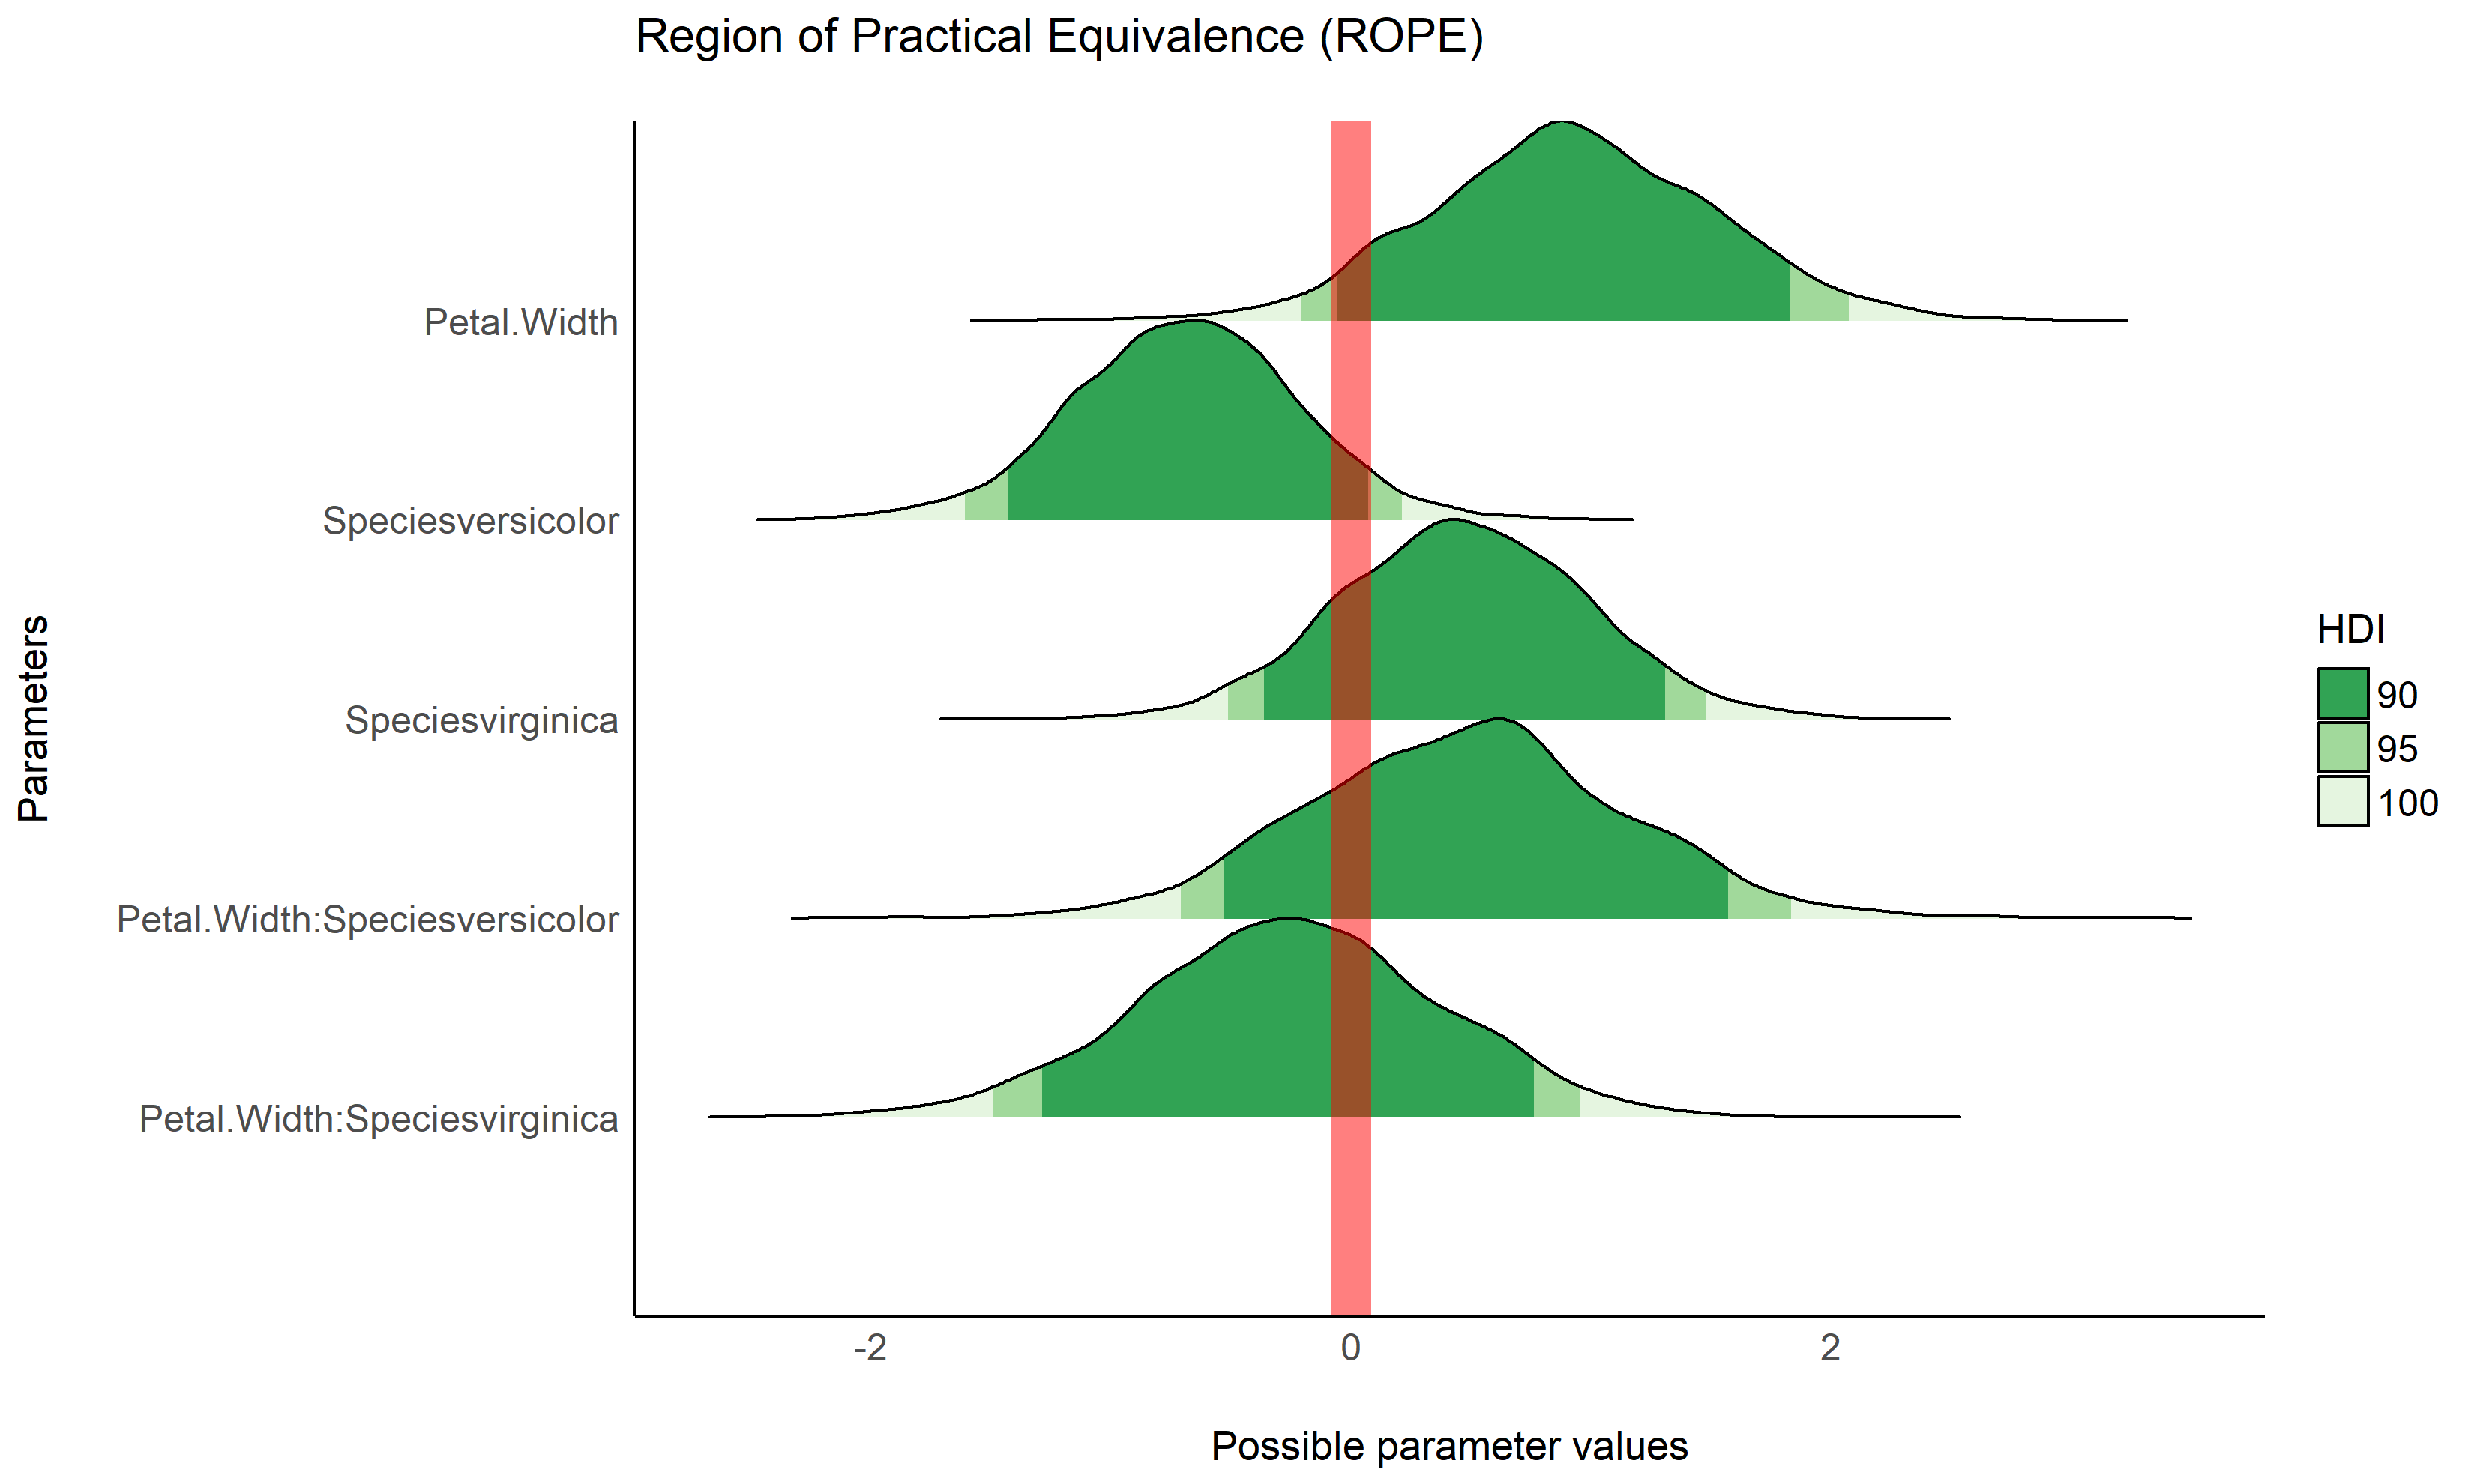 Region of Practical Equivalence (ROPE)
Petal.Width
Speciesversicolor
Speciesvirginica
Petal.Width:Speciesversicolor
Petal.Width:Speciesvirginica
Parameters
-2 0 2
Possible parameter values
HDI
90
95
100